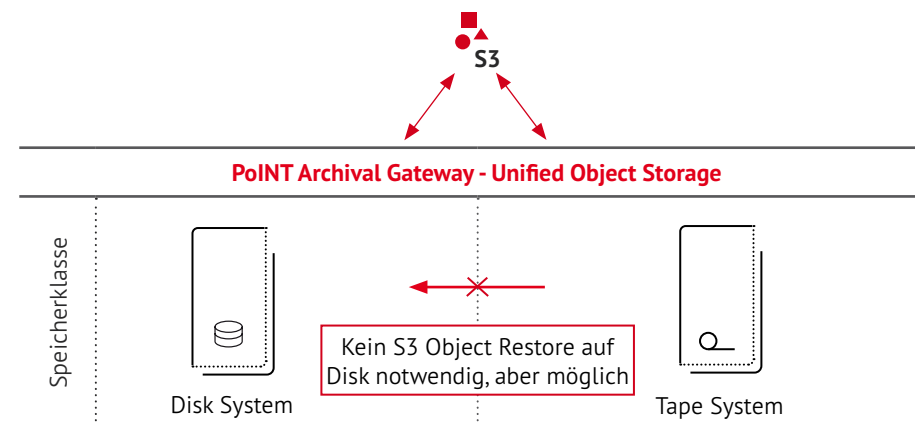 S3
PoINT Archival Gateway - Unified Object Storage
Speicherklasse
Kein S3 Object Restore auf
Disk notwendig, aber möglich
Disk System
Tape System